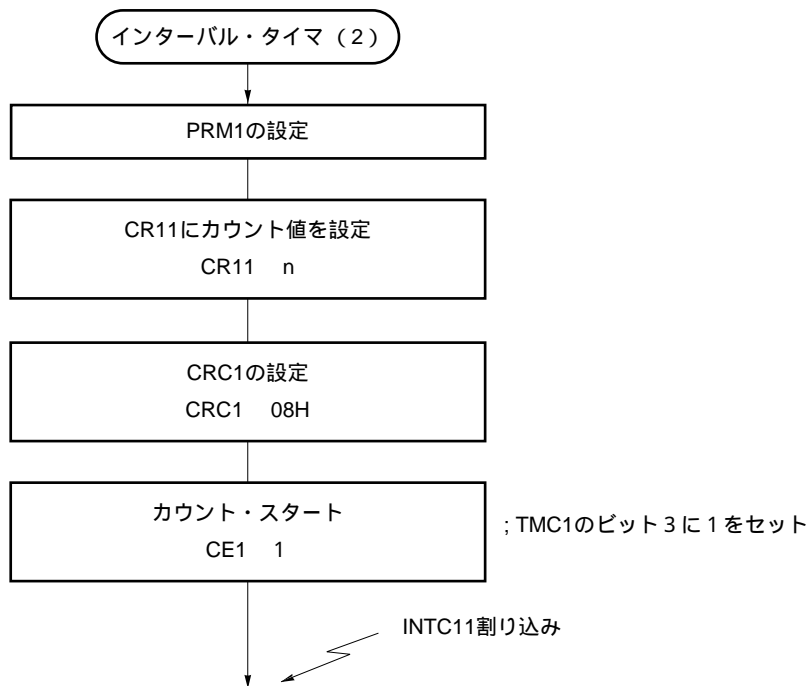 インターバル・タイマ（2）
PRM1の設定
CR11にカウント値を設定
CR11 n
CRC1の設定
CRC1 08H
カウント・スタート
CE1 1
; TMC1のビット3に1をセット
INTC11割り込み